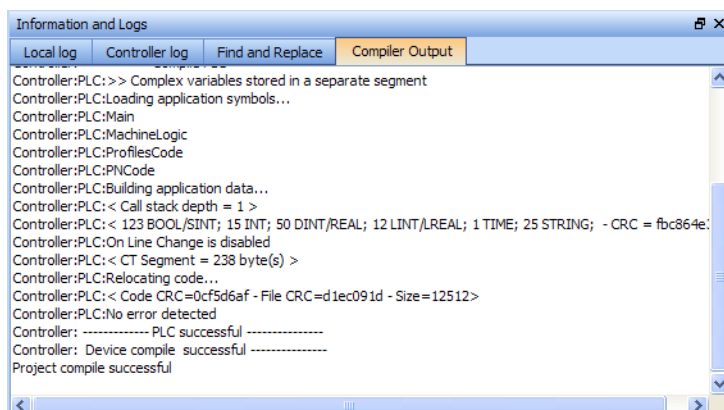 Information and Logs
Local log Controller log Find and Replace Compiler Output
Controller:PLC:>> Complex variables stored in a separate segment
Controller:PLC:Loading application symbols...
Controller:PLC:Main
Controller:PLC:MachineLogic
Controller:PLC:ProfilesCode
Controller:PLC:PNCode
Controller:PLC:Building application data...
Controller:PLC:< Call stack depth = 1 >
Controller:PLC:< 123 BOOL/SINT; 15 INT; 50 DINT/REAL; 12 LINT/LREAL; 1 TIME; 25 STRING; - CRC = fbc864e
Controller:PLC:On Line Change is disabled
Controller:PLC:< CT Segment = 238 byte(s) >
Controller:PLC:Relocating code...
Controller:PLC:< Code CRC=0cf5d6af - File CRC=d1ec091d - Size=12512>
Controller:PLC:No error detected
Controller: ------------- PLC successful ---------------
Controller: Device compile successful ---------------
Project compile successful